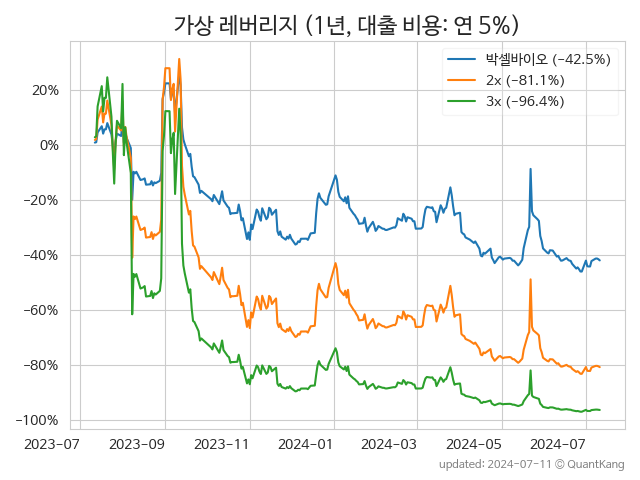 가상 레버리지 (1년, 대출 비용: 연 5%)
박셀바이오 (−42.5%)
2x (−81.1%)
3x (−96.4%)
20%
0%
−20%
−40%
−60%
−80%
−100%
2023-07
2023-09
2023-11
2024-01
2024-03
2024-05
2024-07
updated: 2024-07-11 © QuantKang